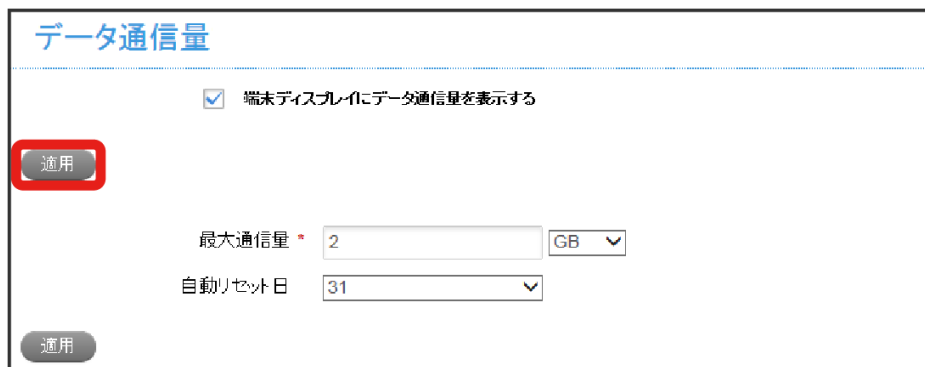 データ通信量
端末ディスプレイにデータ通信量を表示する
適用
最大通信量 * 2 GB
自動リセット日 31
適用